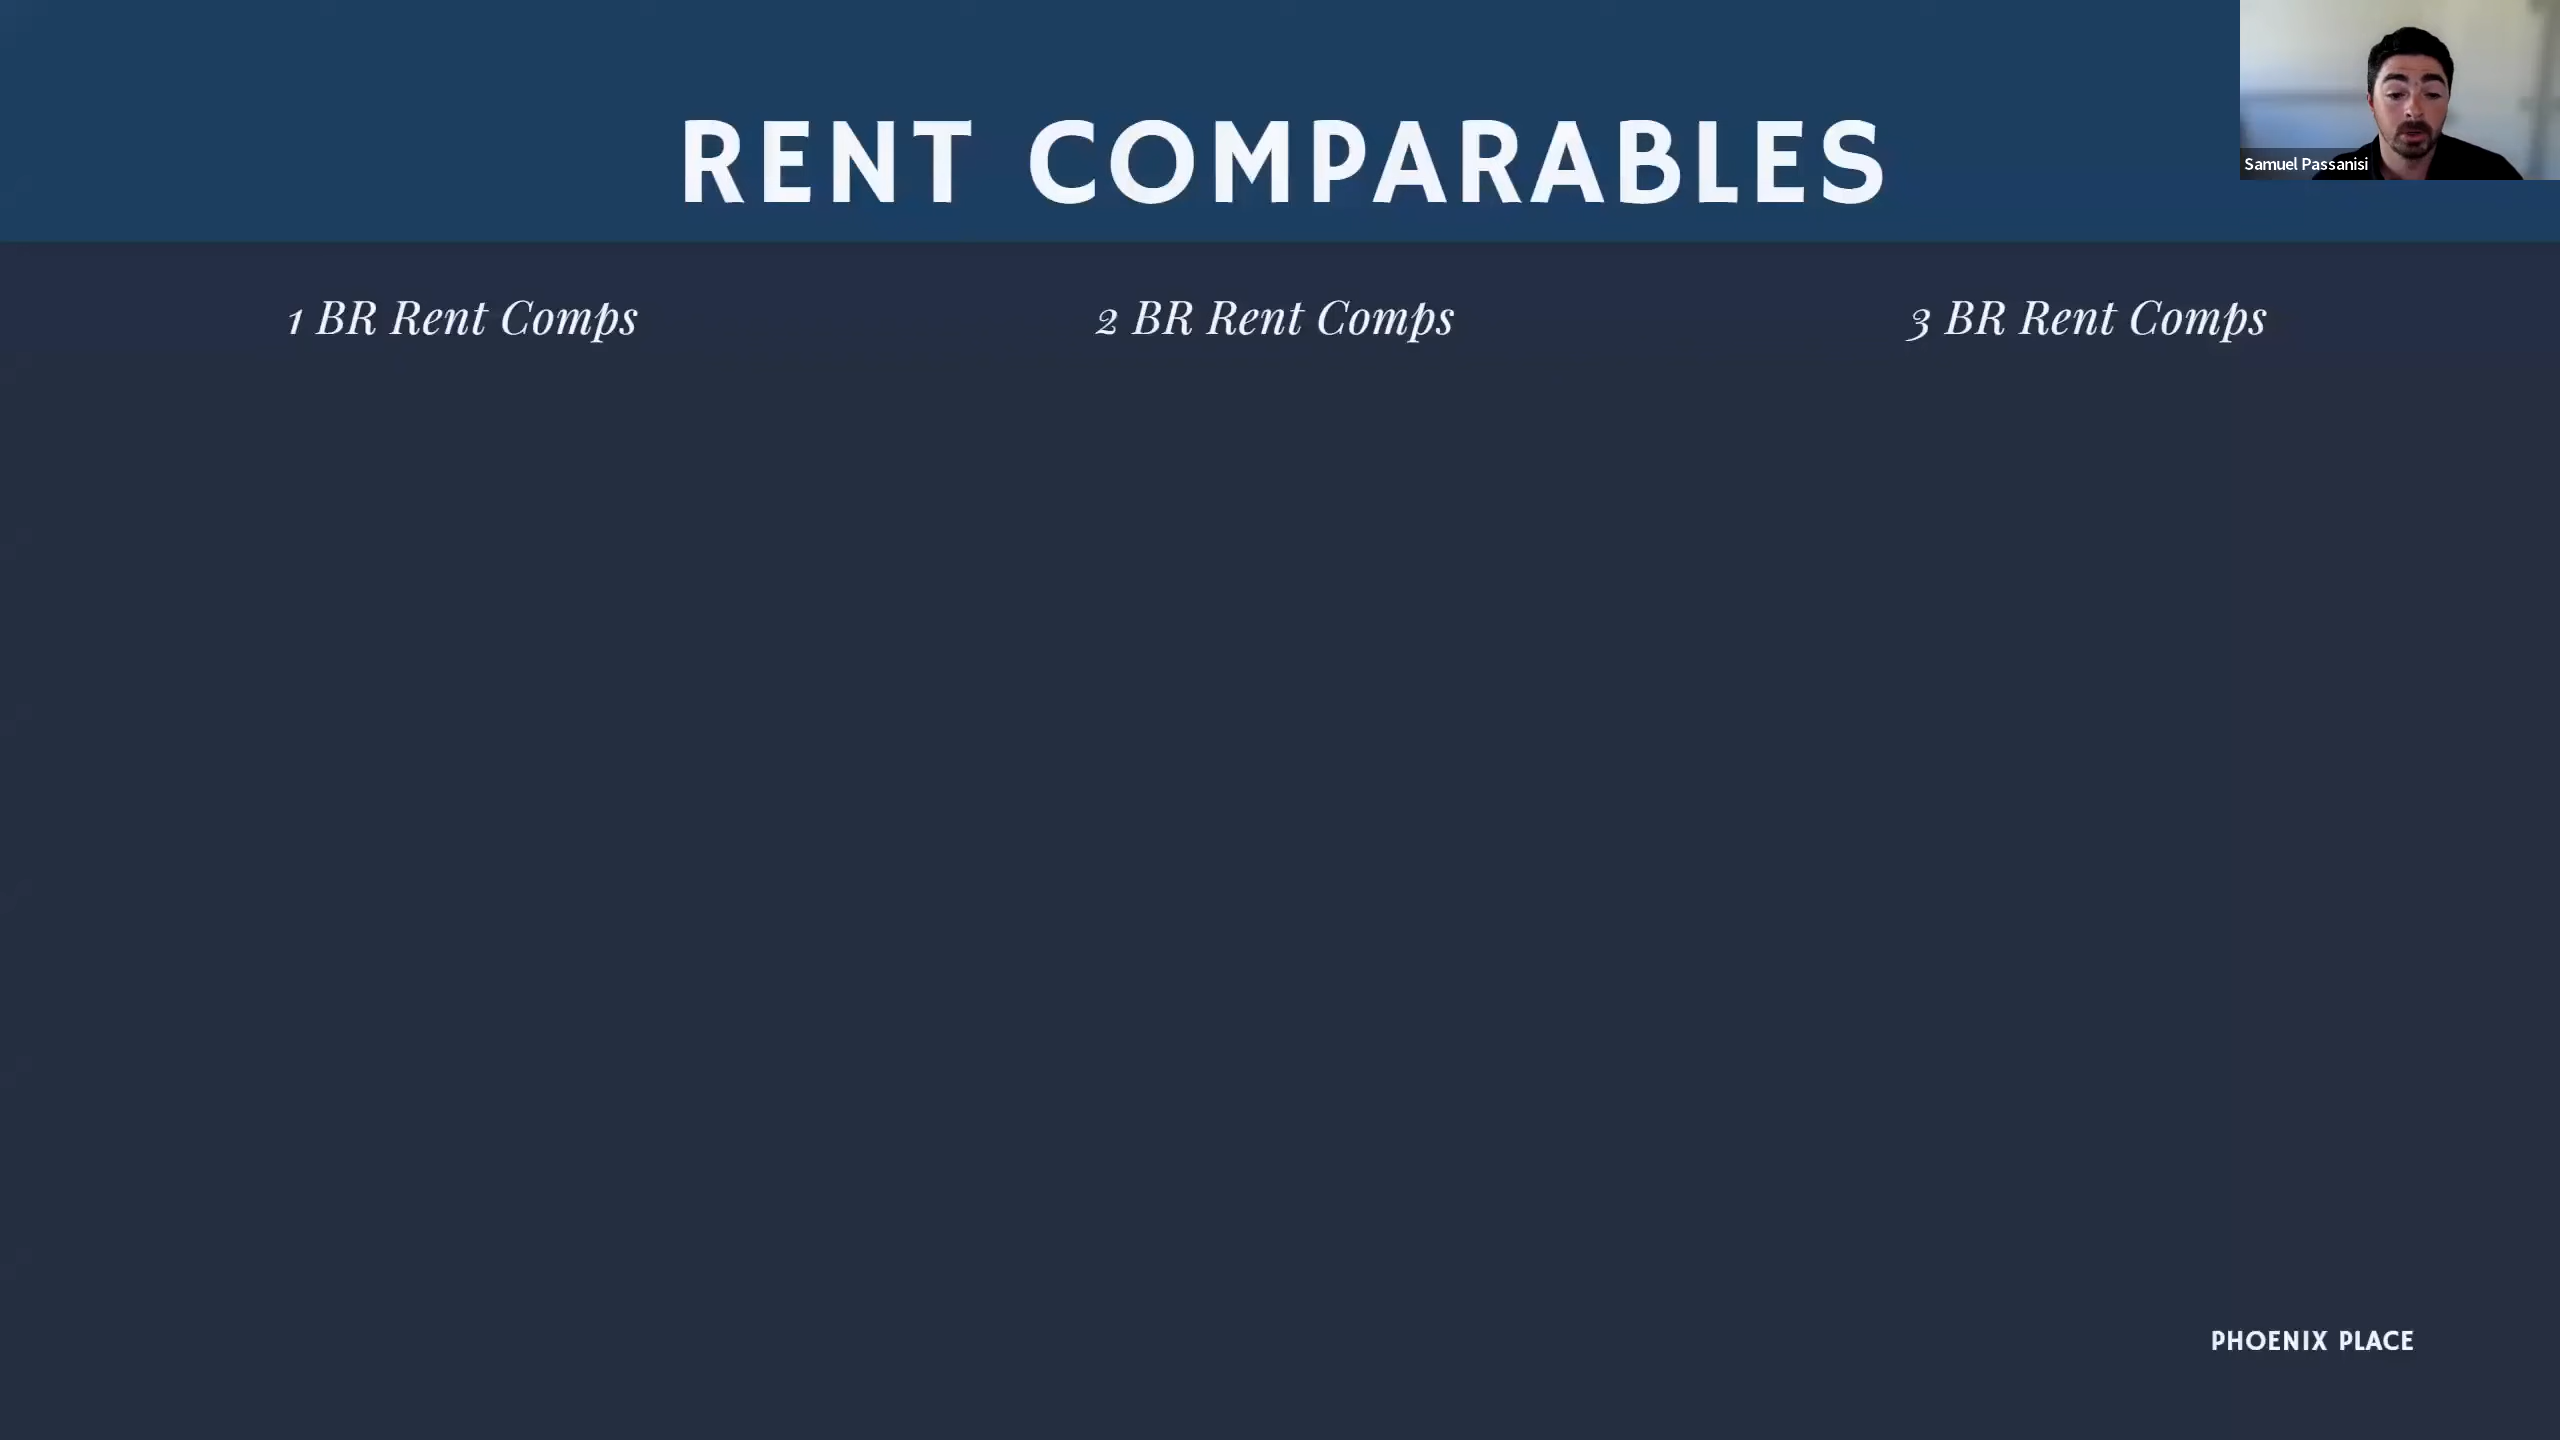 RENT COMPARABLES
Samuel Passanisi
1 BR Rent Comps
2 BR Rent Comps
3 BR Rent Comps
PHOENIX PLACE